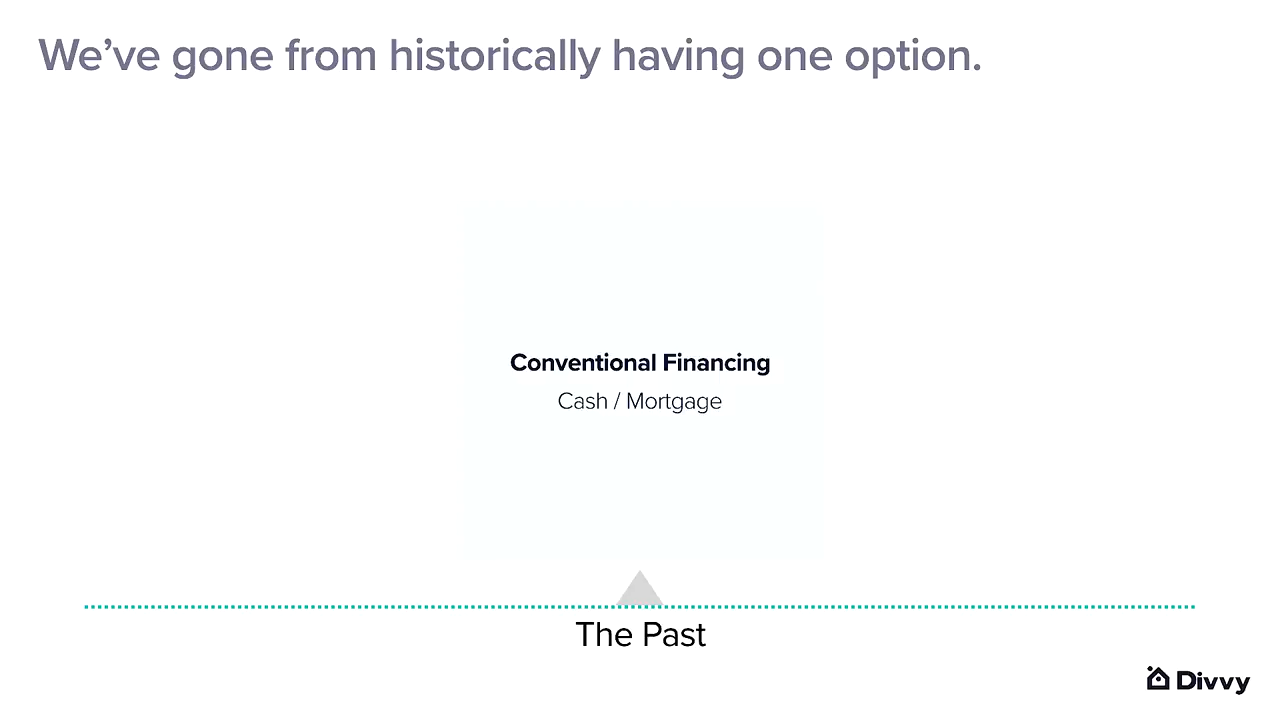 We’ve gone from historically having one option.
Conventional Financing
Cash / Mortgage
The Past
Divvy